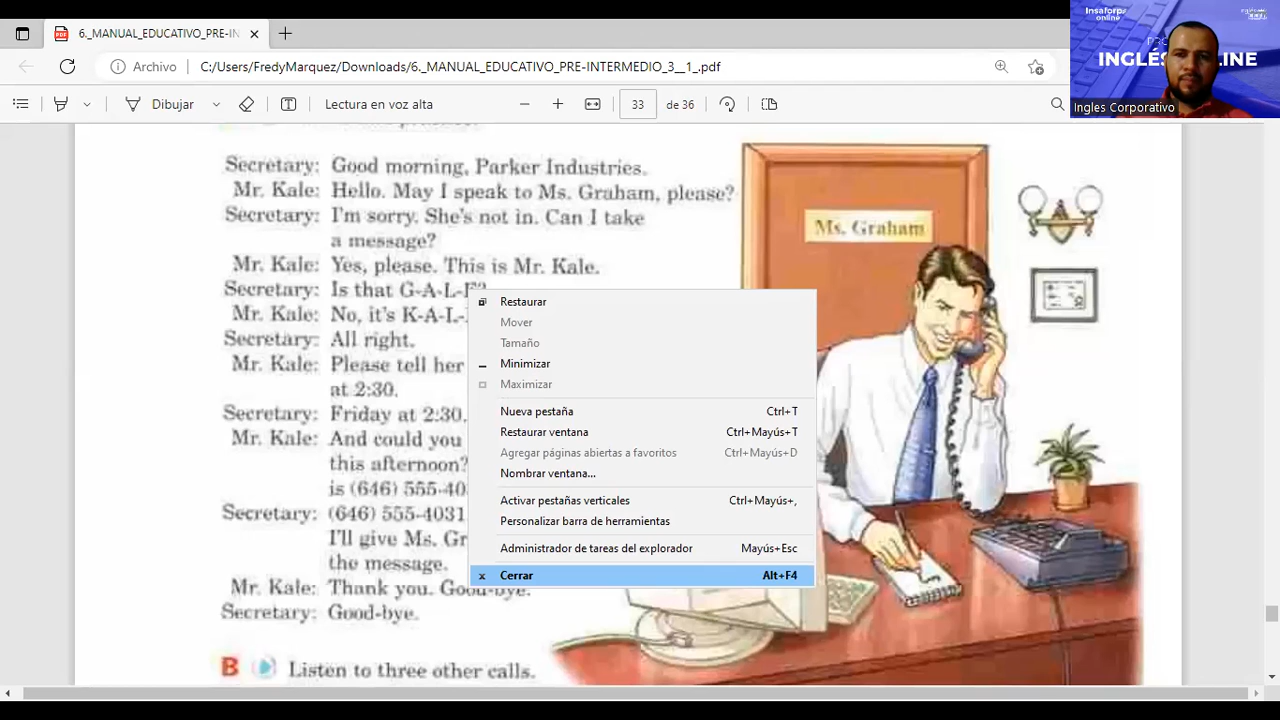 6._MANUAL_EDUCATIVO_PRE-IN
Archivo C:/Users/FredyMarquez/Downloads/6._MANUAL_EDUCATIVO_PRE-INTERMEDIO_3__1_.pdf
Dibujar Lectura en voz alta 33 de 36
Insaforp
online
INGLÉS ONLINE
Ingles Corporativo
Secretary: Good morning, Parker Industries.
Mr. Kale: Hello. May I speak to Ms. Graham, please?
Secretary: I'm sorry. She's not in. Can I take
a message?
Mr. Kale: Yes, please. This is Mr. Kale.
Secretary: Is that G-A-L-E?
Mr. Kale: No, it's K-A-L-
Secretary: All right.
Mr. Kale: Please tell her
at 2:30.
Secretary: Friday at 2:30.
Mr. Kale: And could you
this afternoon?
is (646) 555-40
Secretary: (646) 555-4031
I'll give Ms. Gr
the message.
Mr. Kale: Thank you. Good-bye.
Secretary: Good-bye.
B Listen to three other calls.
Ms. Graham
Restaurar
Mover
Tamaño
Minimizar
Maximizar
Nueva pestaña Ctrl+T
Restaurar ventana Ctrl+Mayús+T
Agregar páginas abiertas a favoritos Ctrl+Mayús+D
Nombrar ventana...
Activar pestañas verticales Ctrl+Mayús+,
Personalizar barra de herramientas
Administrador de tareas del explorador Mayús+Esc
x Cerrar Alt+F4